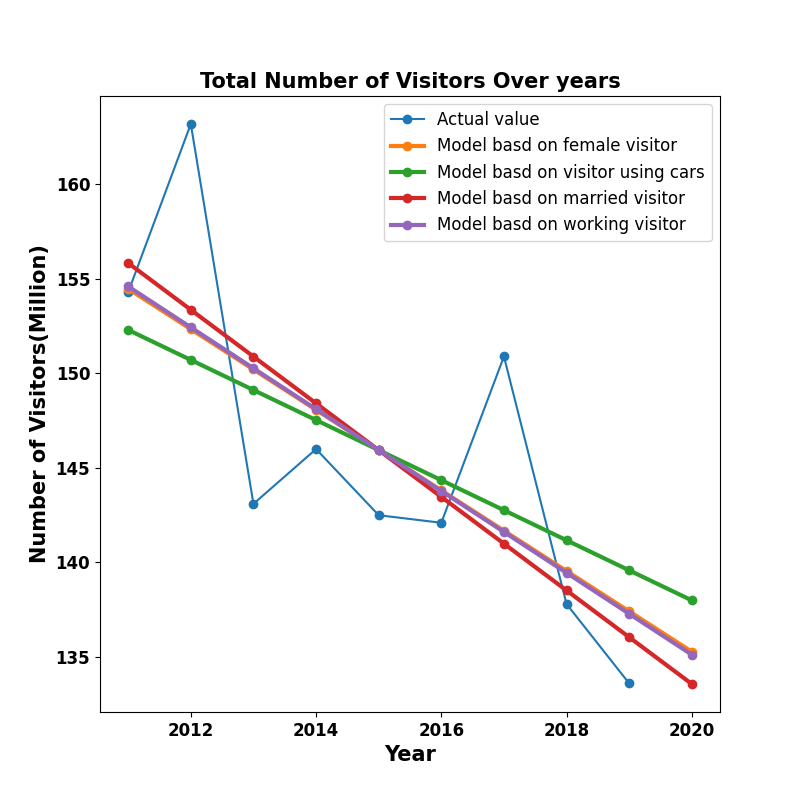 Total Number of Visitors Over years
Actual value
Model basd on female visitor
Model basd on visitor using cars
Model basd on married visitor
Model basd on working visitor
Number of Visitors(Million)
160
155
150
145
140
135
2012 2014 2016 2018 2020
Year